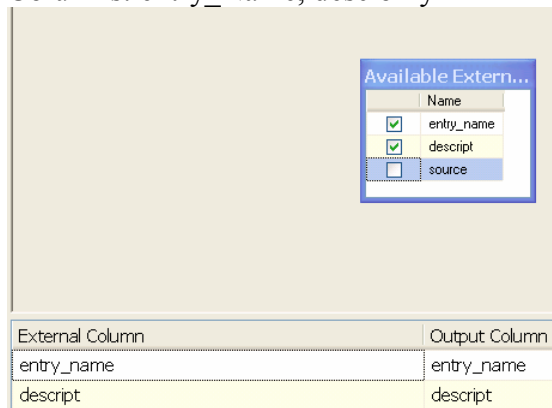 Available Extern...
Name
entry_name
descript
source
External Column Output Column
entry_name entry_name
descript descript